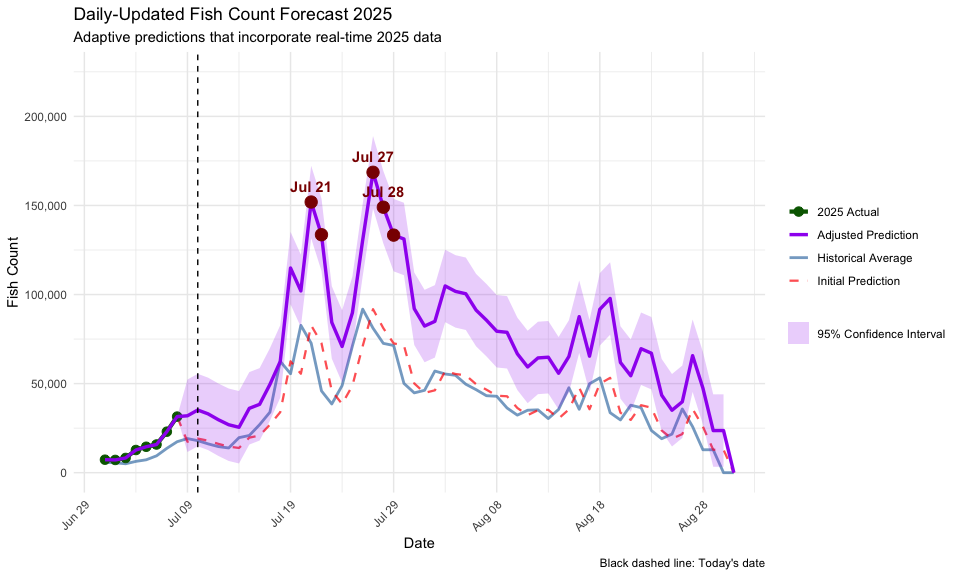 Daily-Updated Fish Count Forecast 2025
Adaptive predictions that incorporate real-time 2025 data
Fish Count
200,000
150,000
100,000
50,000
0
Jul 21
Jul 27
Jul 28
Jun 29
Jul 09
Jul 19
Jul 29
Aug 08
Aug 18
Aug 28
Date
2025 Actual
Adjusted Prediction
Historical Average
Initial Prediction
95% Confidence Interval
Black dashed line: Today's date